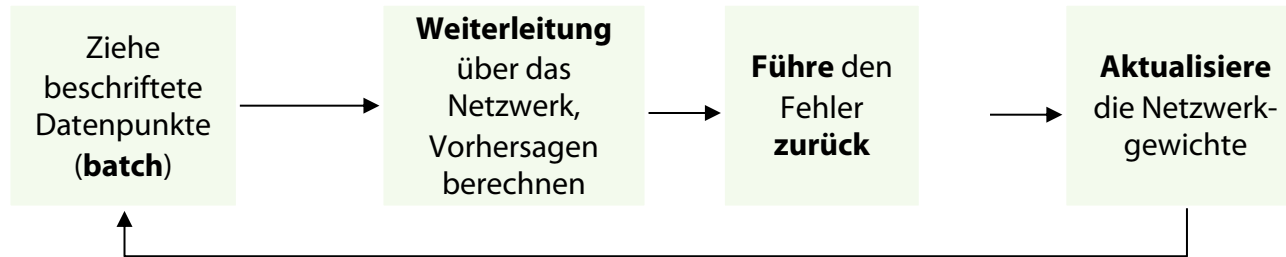 Ziehe
beschriftete
Datenpunkte
(batch)
Weiterleitung
über das
Netzwerk,
Vorhersagen
berechnen
Führe den
Fehler
zurück
Aktualisiere
die Netzwerk-
gewichte